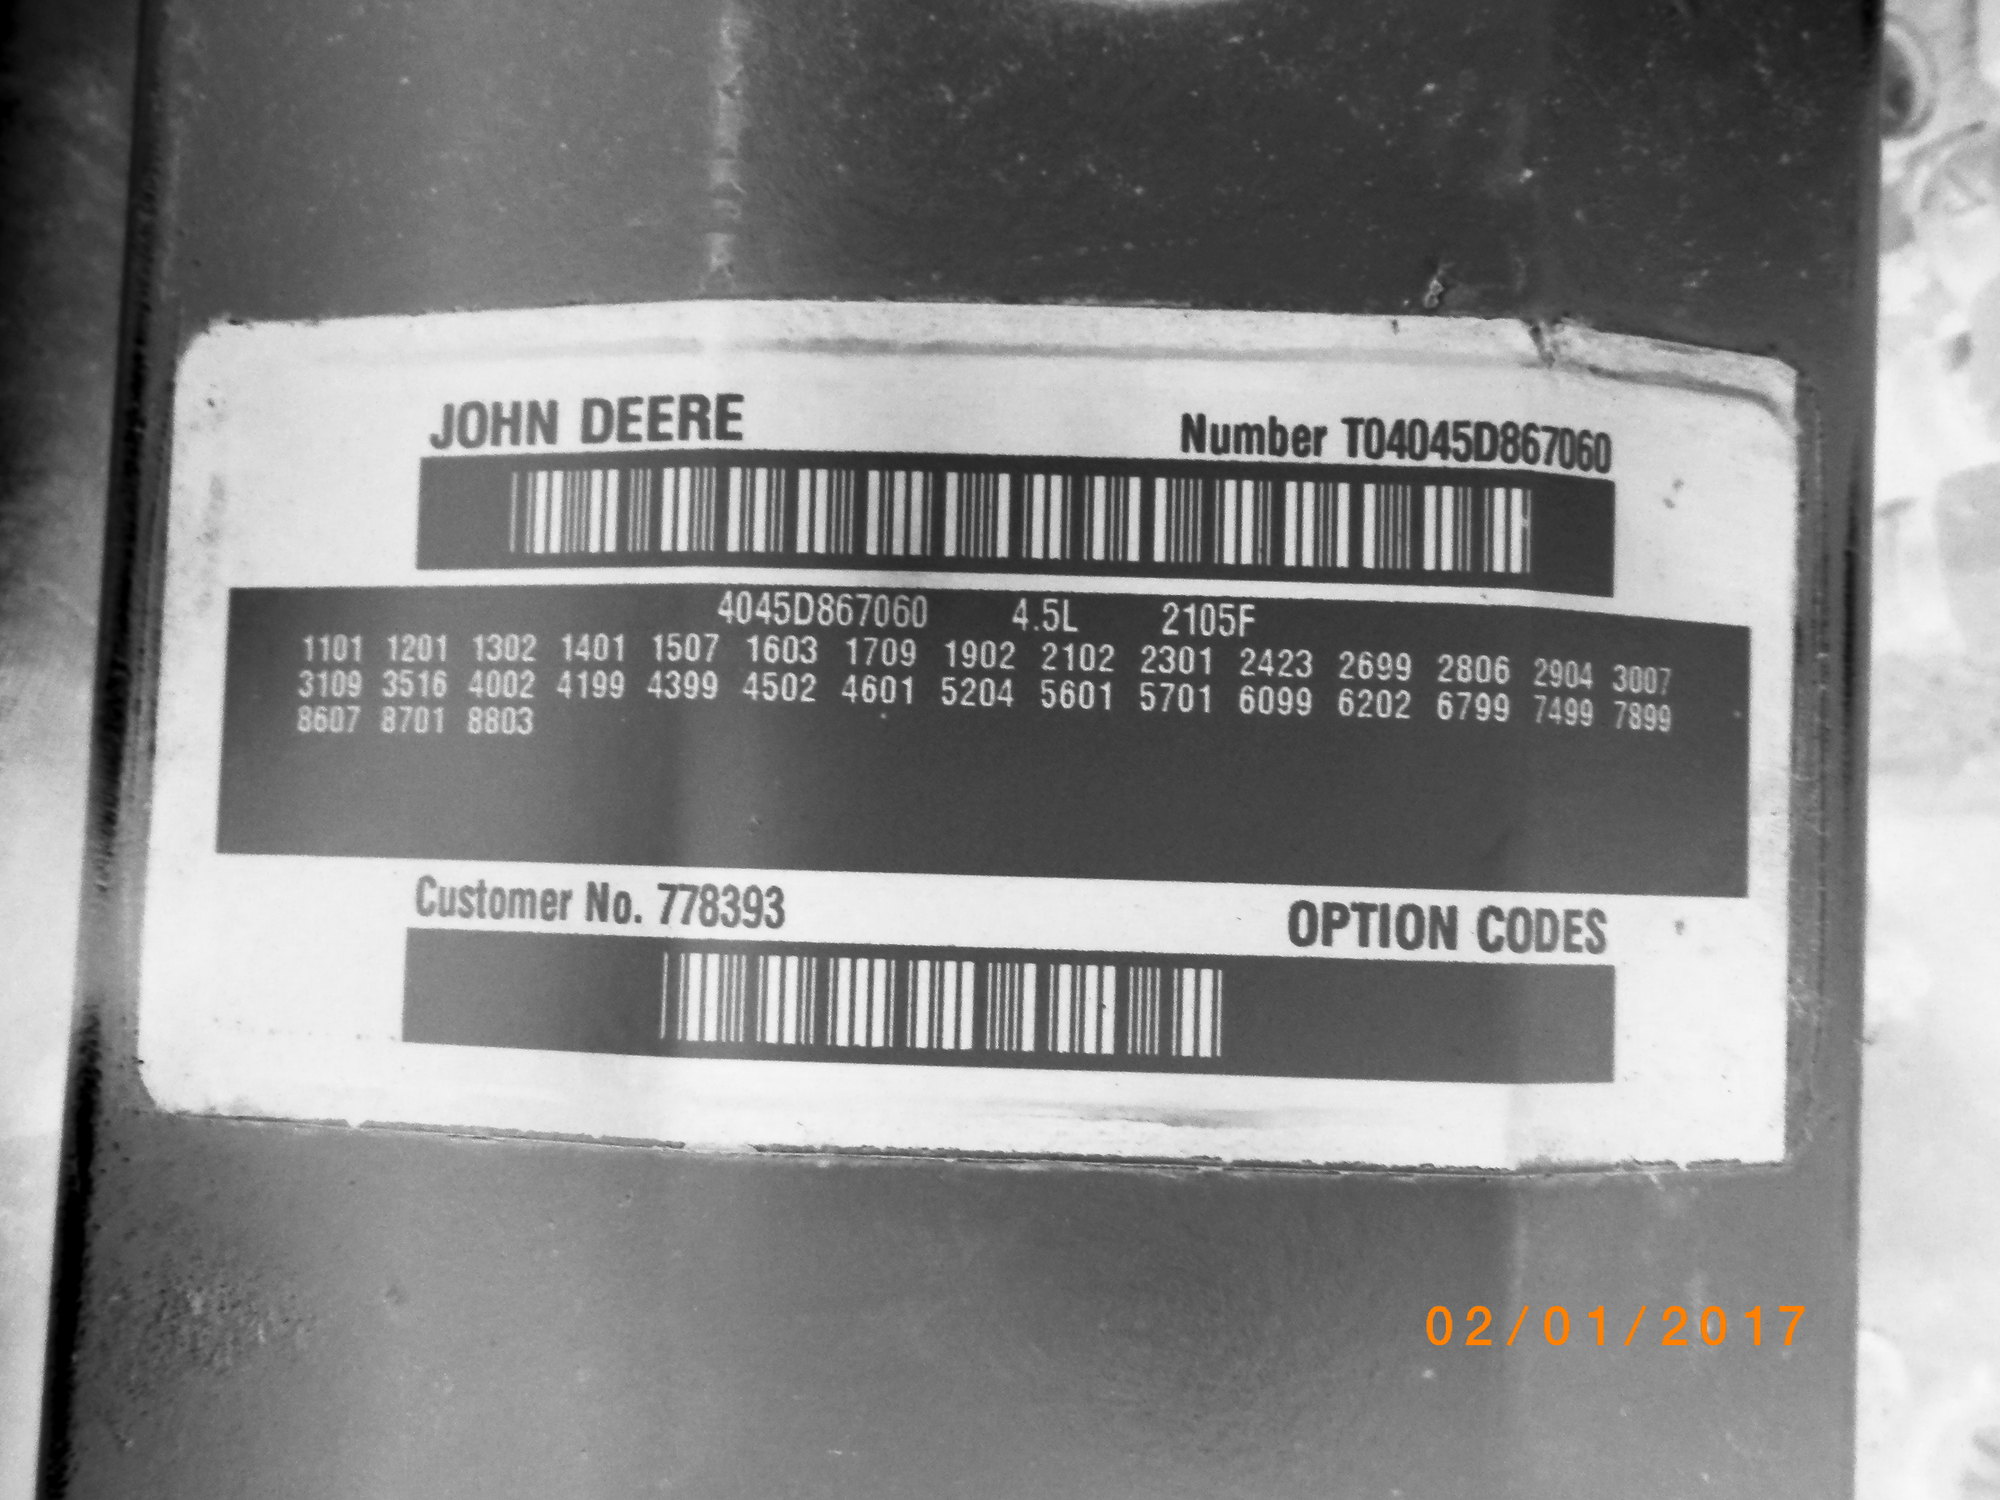 JOHN DEERE
Number T04045D867060
4045D867060 4.5L 2105F
1101 1201 1302 1401 1507 1603 1709 1902 2102 2301 2423 2699 2806 2904 3007
3109 3516 4002 4199 4399 4502 4601 5204 5601 5701 6099 6202 6799 7499 7899
8607 8701 8803
Customer No. 778393
OPTION CODES
02/01/2017